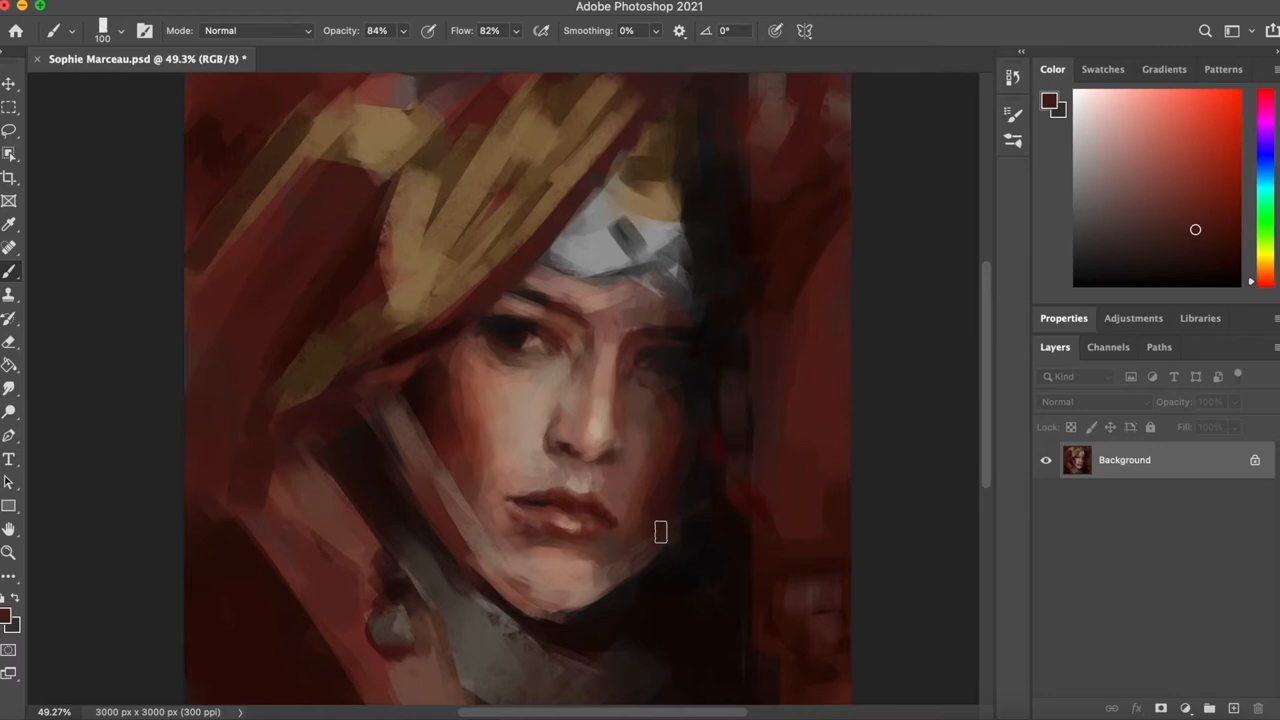 Adobe Photoshop 2021
100
Mode: Normal
Opacity: 84%
Flow: 82%
Smoothing: 0%
0°
× Sophie Marceau.psd @ 49.3% (RGB/8) *
Color
Swatches
Gradients
Patterns
Properties
Adjustments
Libraries
Layers
Channels
Paths
Kind
Normal
Opacity: 100%
Lock:
Fill: 100%
Background
49.27%
3000 px x 3000 px (300 ppi)